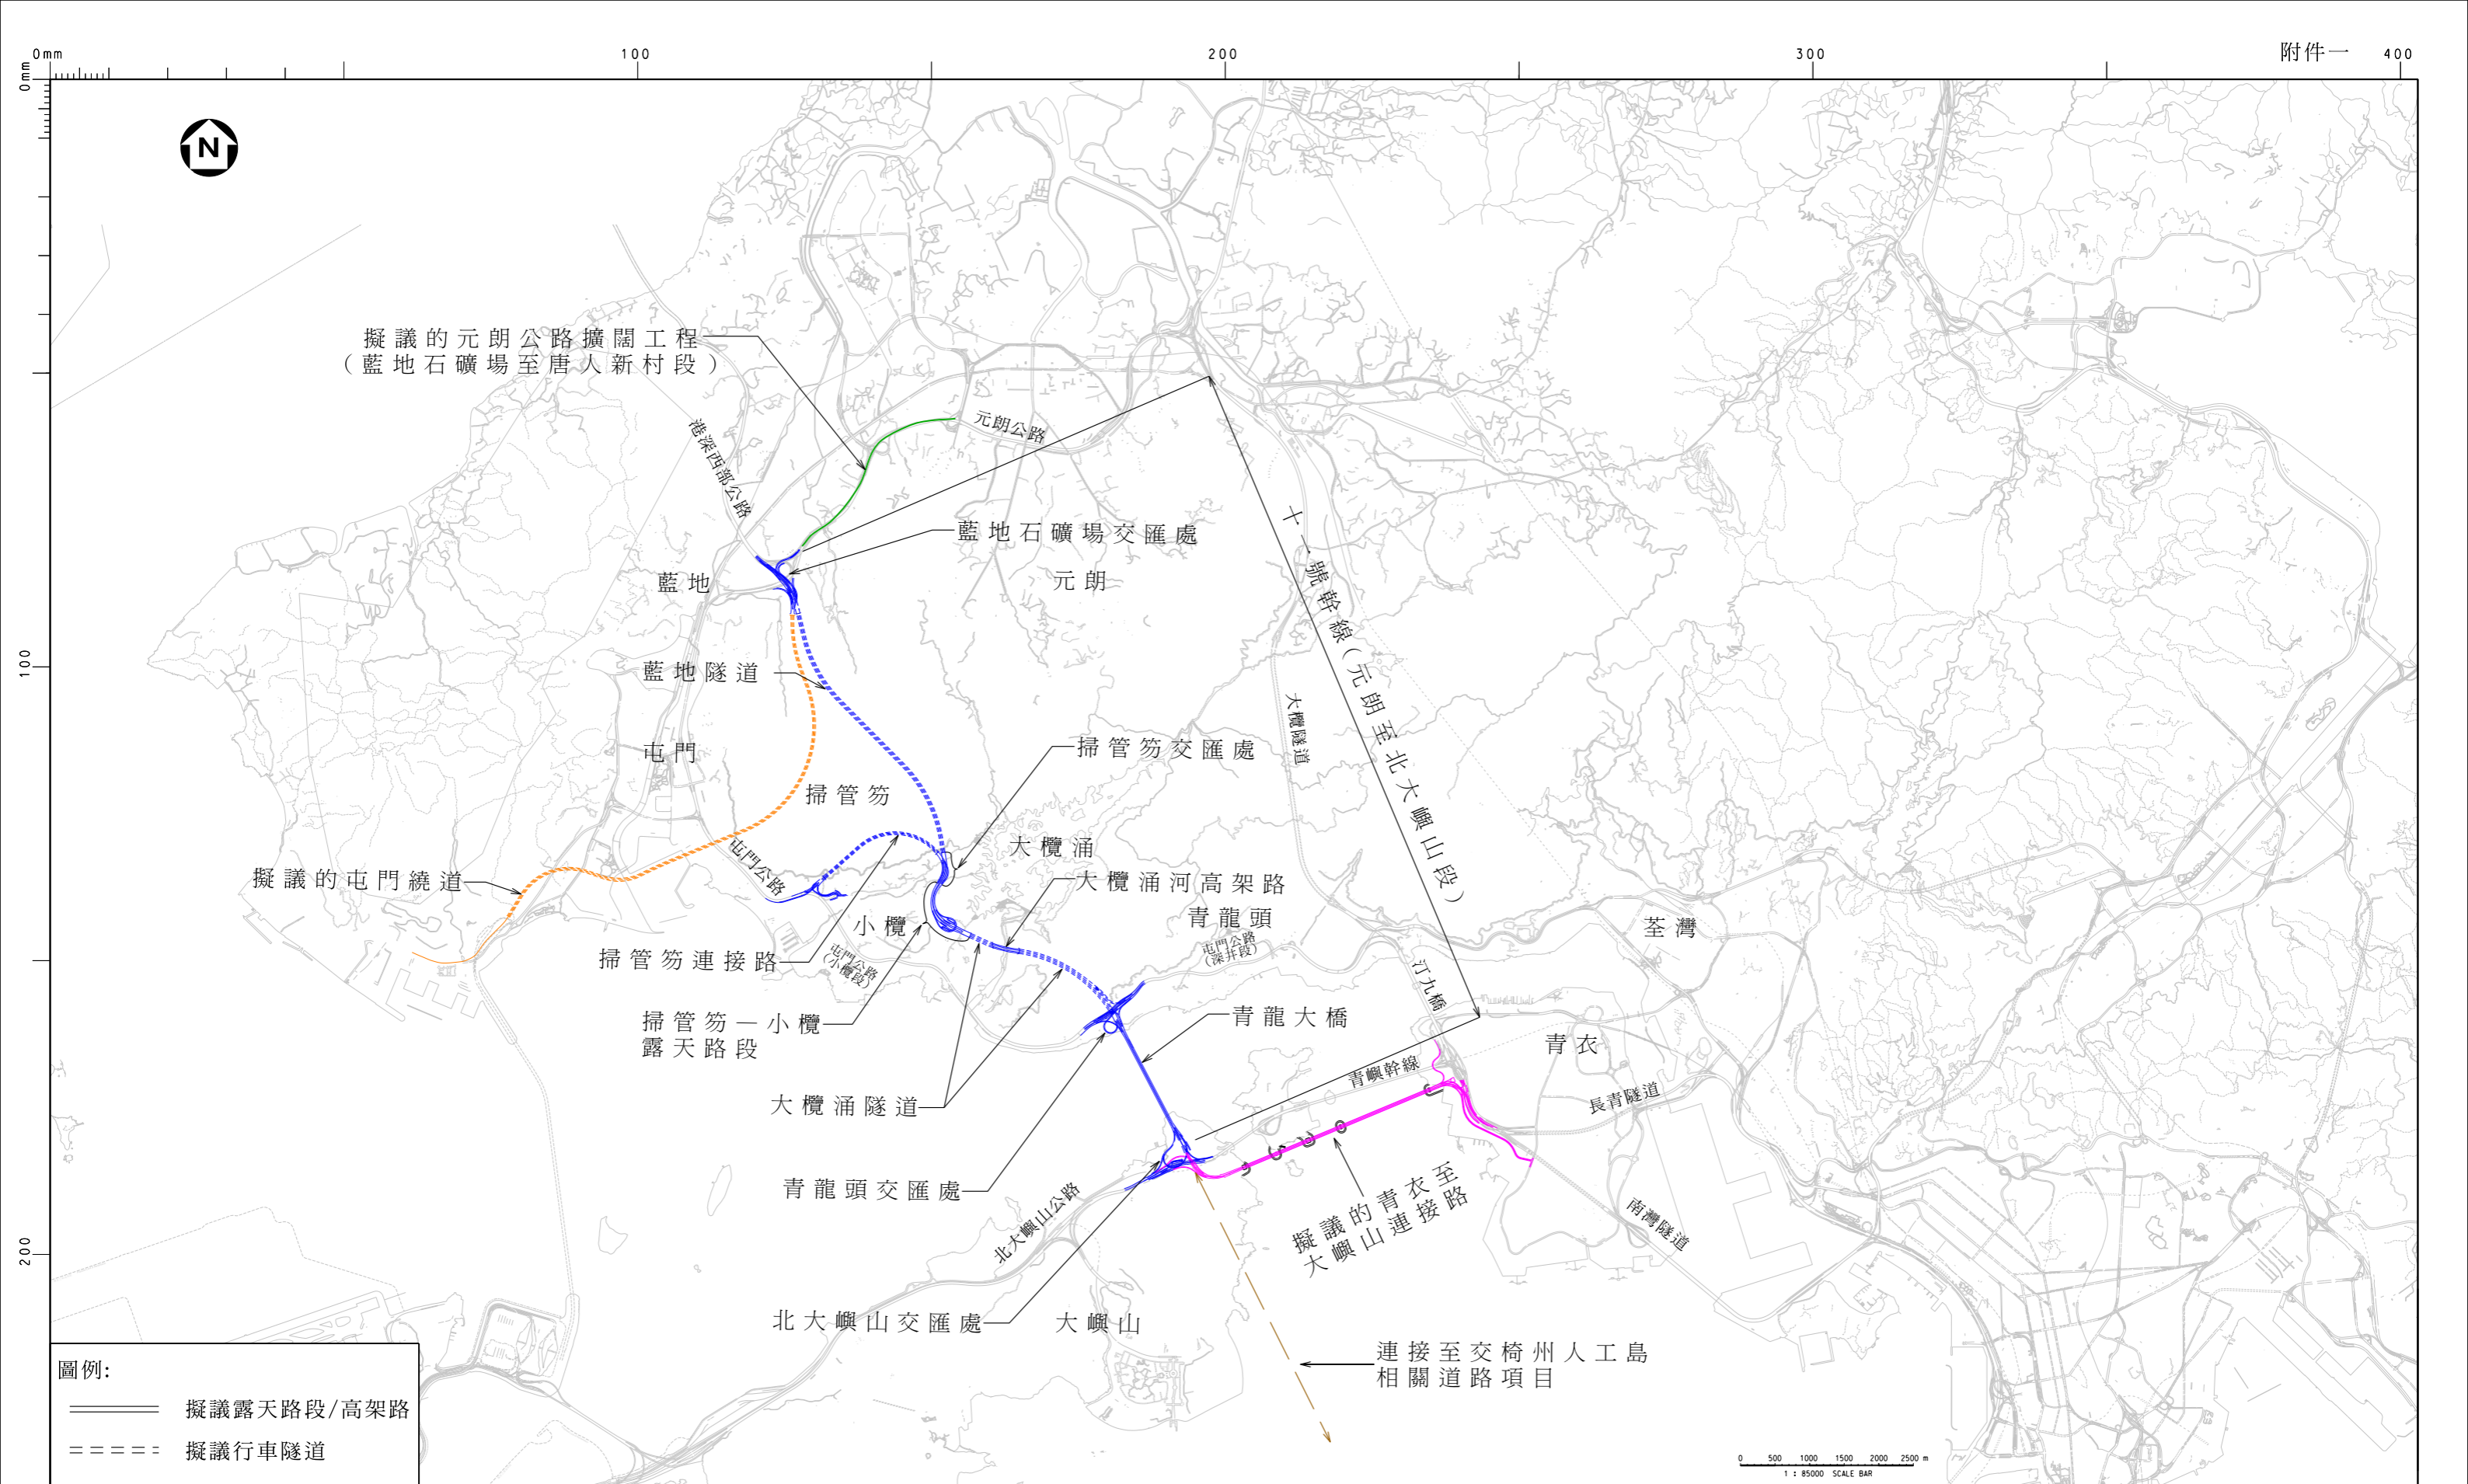 附件一
0mm
100
200
300
400
0mm
100
200
N
擬議的元朗公路擴闊工程
(藍地石礦場至唐人新村段)
元朗公路
港深西部公路
藍地石礦場交匯處
十一號幹線(元朗至北大嶼山段)
藍地
元朗
藍地隧道
大欖隧道
屯門
掃管笏交匯處
掃管笏
大欖涌
屯門公路
擬議的屯門繞道
大欖涌河高架路
青龍頭
小欖
荃灣
屯門公路
(深井段)
掃管笏連接路
屯門公路
(小欖段)
汀九橋
掃管笏—小欖
露天路段
青龍大橋
青衣
青嶼幹線
長青隧道
大欖涌隧道
青龍頭交匯處
擬議的青衣至
大嶼山連接路
北大嶼山公路
南灣隧道
北大嶼山交匯處
大嶼山
連接至交椅州人工島
相關道路項目
圖例:
擬議露天路段/高架路
擬議行車隧道
0 500 1000 1500 2000 2500 m
1 : 85000 SCALE BAR